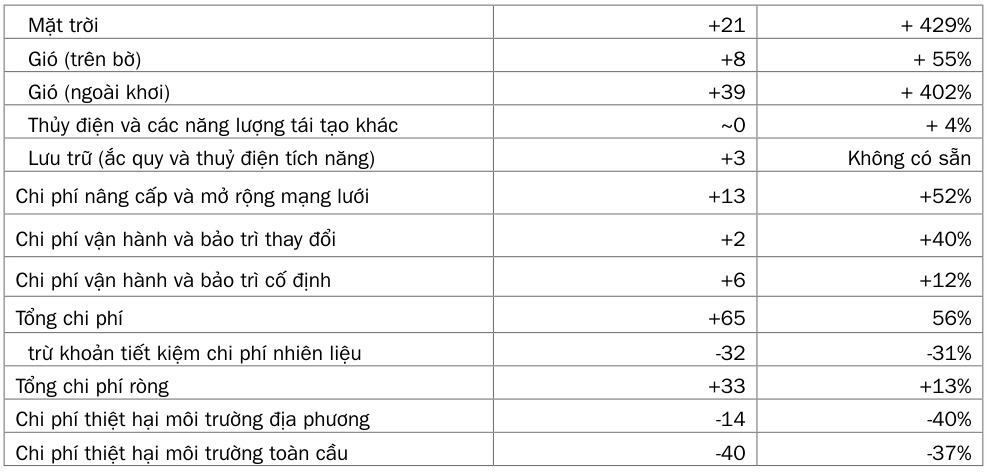 Mặt trời +21 + 429%
Gió (trên bờ) +8 + 55%
Gió (ngoài khơi) +39 + 402%
Thủy điện và các năng lượng tái tạo khác ~0 + 4%
Lưu trữ (ắc quy và thuỷ điện tích năng) +3 Không có sẵn
Chi phí nâng cấp và mở rộng mạng lưới +13 +52%
Chi phí vận hành và bảo trì thay đổi +2 +40%
Chi phí vận hành và bảo trì cố định +6 +12%
Tổng chi phí +65 56%
trừ khoản tiết kiệm chi phí nhiên liệu -32 -31%
Tổng chi phí ròng +33 +13%
Chi phí thiệt hại môi trường địa phương -14 -40%
Chi phí thiệt hại môi trường toàn cầu -40 -37%